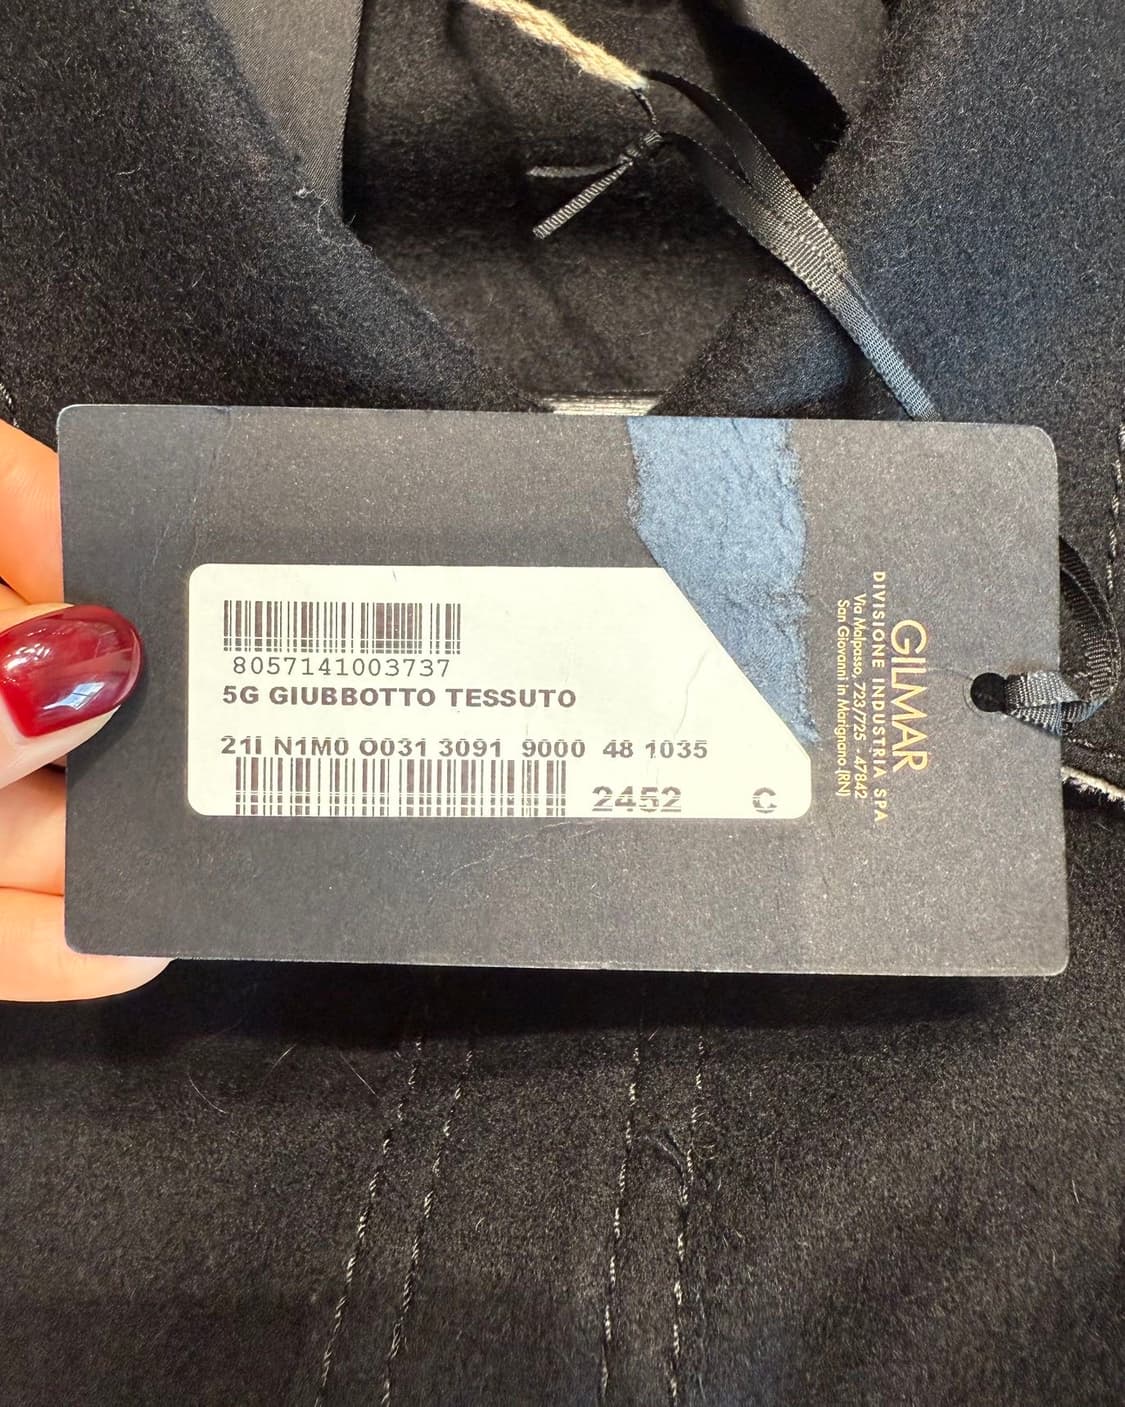 8057141003737
5G GIUBBOTTO TESSUTO
21I N1M0 O031 3091 9000 48 1035
2452 C
GILMAR
DIVISIONE INDUSTRIA SPA
Via Malpasso, 723/725 - 47842
San Giovanni in Marignano (RN)